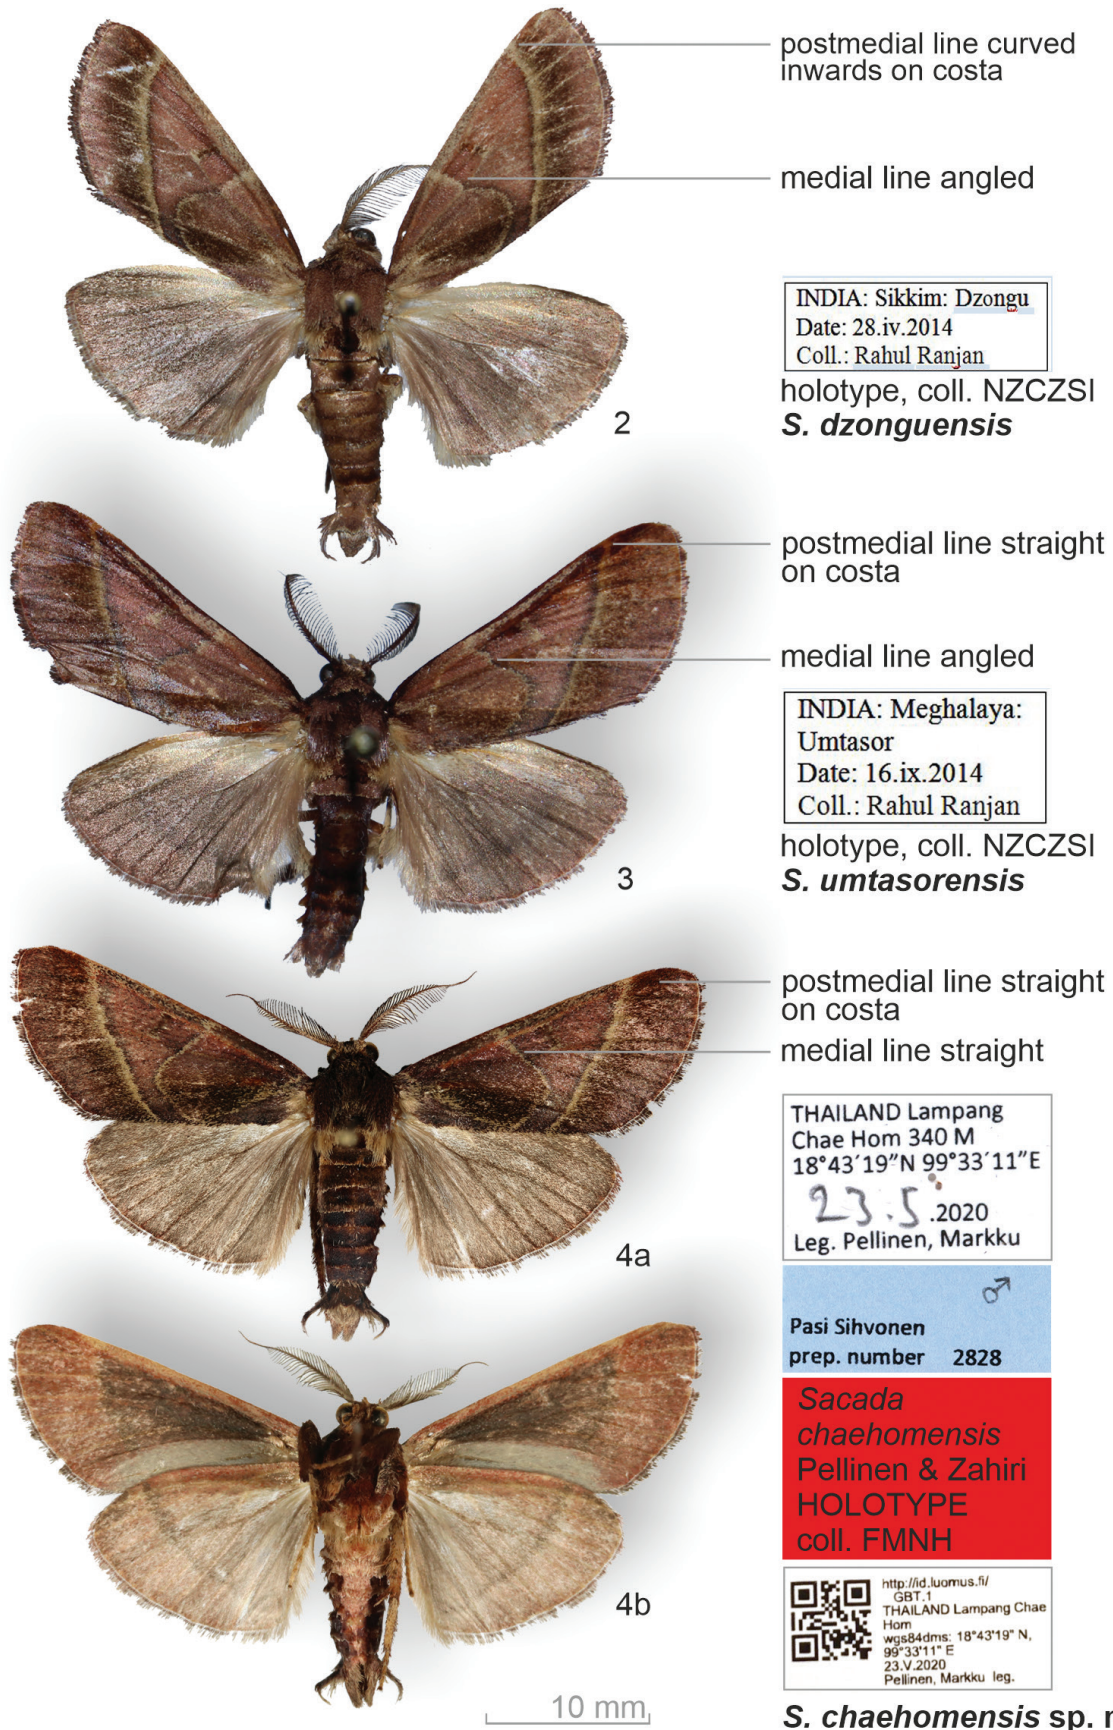 postmedial line curved
inwards on costa
medial line angled
INDIA: Sikkim: Dzongu
Date: 28.iv.2014
Coll.: Rahul Ranjan
holotype, coll. NZCZSI
2
S. dzonguensis
postmedial line straight
on costa
medial line angled
INDIA: Meghalaya:
Umtasor
Date: 16.ix.2014
Coll.: Rahul Ranjan
holotype, coll. NZCZSI
3
S. umtasorensis
postmedial line straight
on costa
medial line straight
THAILAND Lampang
Chae Hom 340 M
18°43´19″N 99°33´11″E
23.5.2020
Leg. Pellinen, Markku
4a
♂
Pasi Sihvonen
prep. number 2828
Sacada
chaehomensis
Pellinen & Zahiri
HOLOTYPE
coll. FMNH
4b
http://id.luomus.fi/
GBT.1
THAILAND Lampang Chae
Hom
wgs84dms: 18°43'19" N,
99°33'11" E
23.V.2020
Pellinen, Markku leg.
10 mm
S. chaehomensis sp.